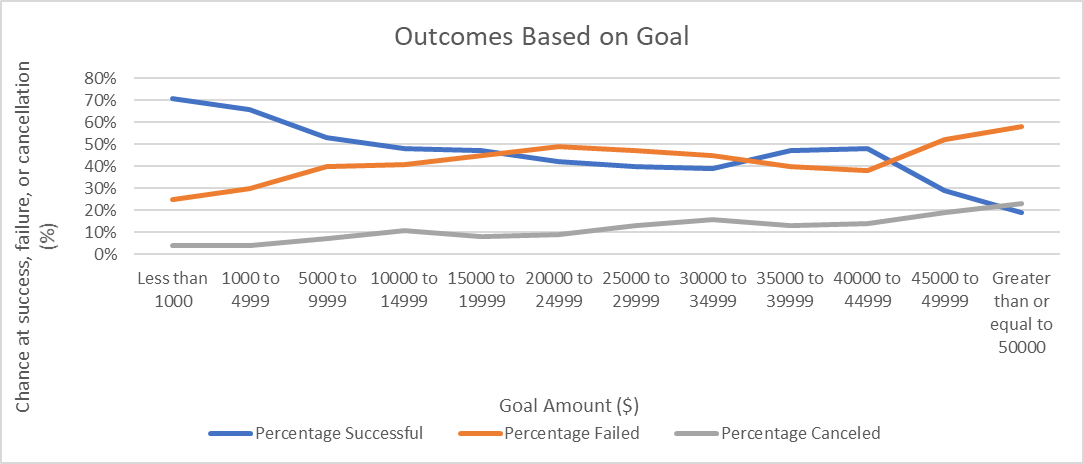 Outcomes Based on Goal
Chance at success, failure, or cancellation
(%)
80%
70%
60%
50%
40%
30%
20%
10%
0%
Less than
1000
1000 to
4999
5000 to
9999
10000 to
14999
15000 to
19999
20000 to
24999
25000 to
29999
30000 to
34999
35000 to
39999
40000 to
44999
45000 to
49999
Greater
than or
equal to
50000
Goal Amount ($)
Percentage Successful
Percentage Failed
Percentage Canceled